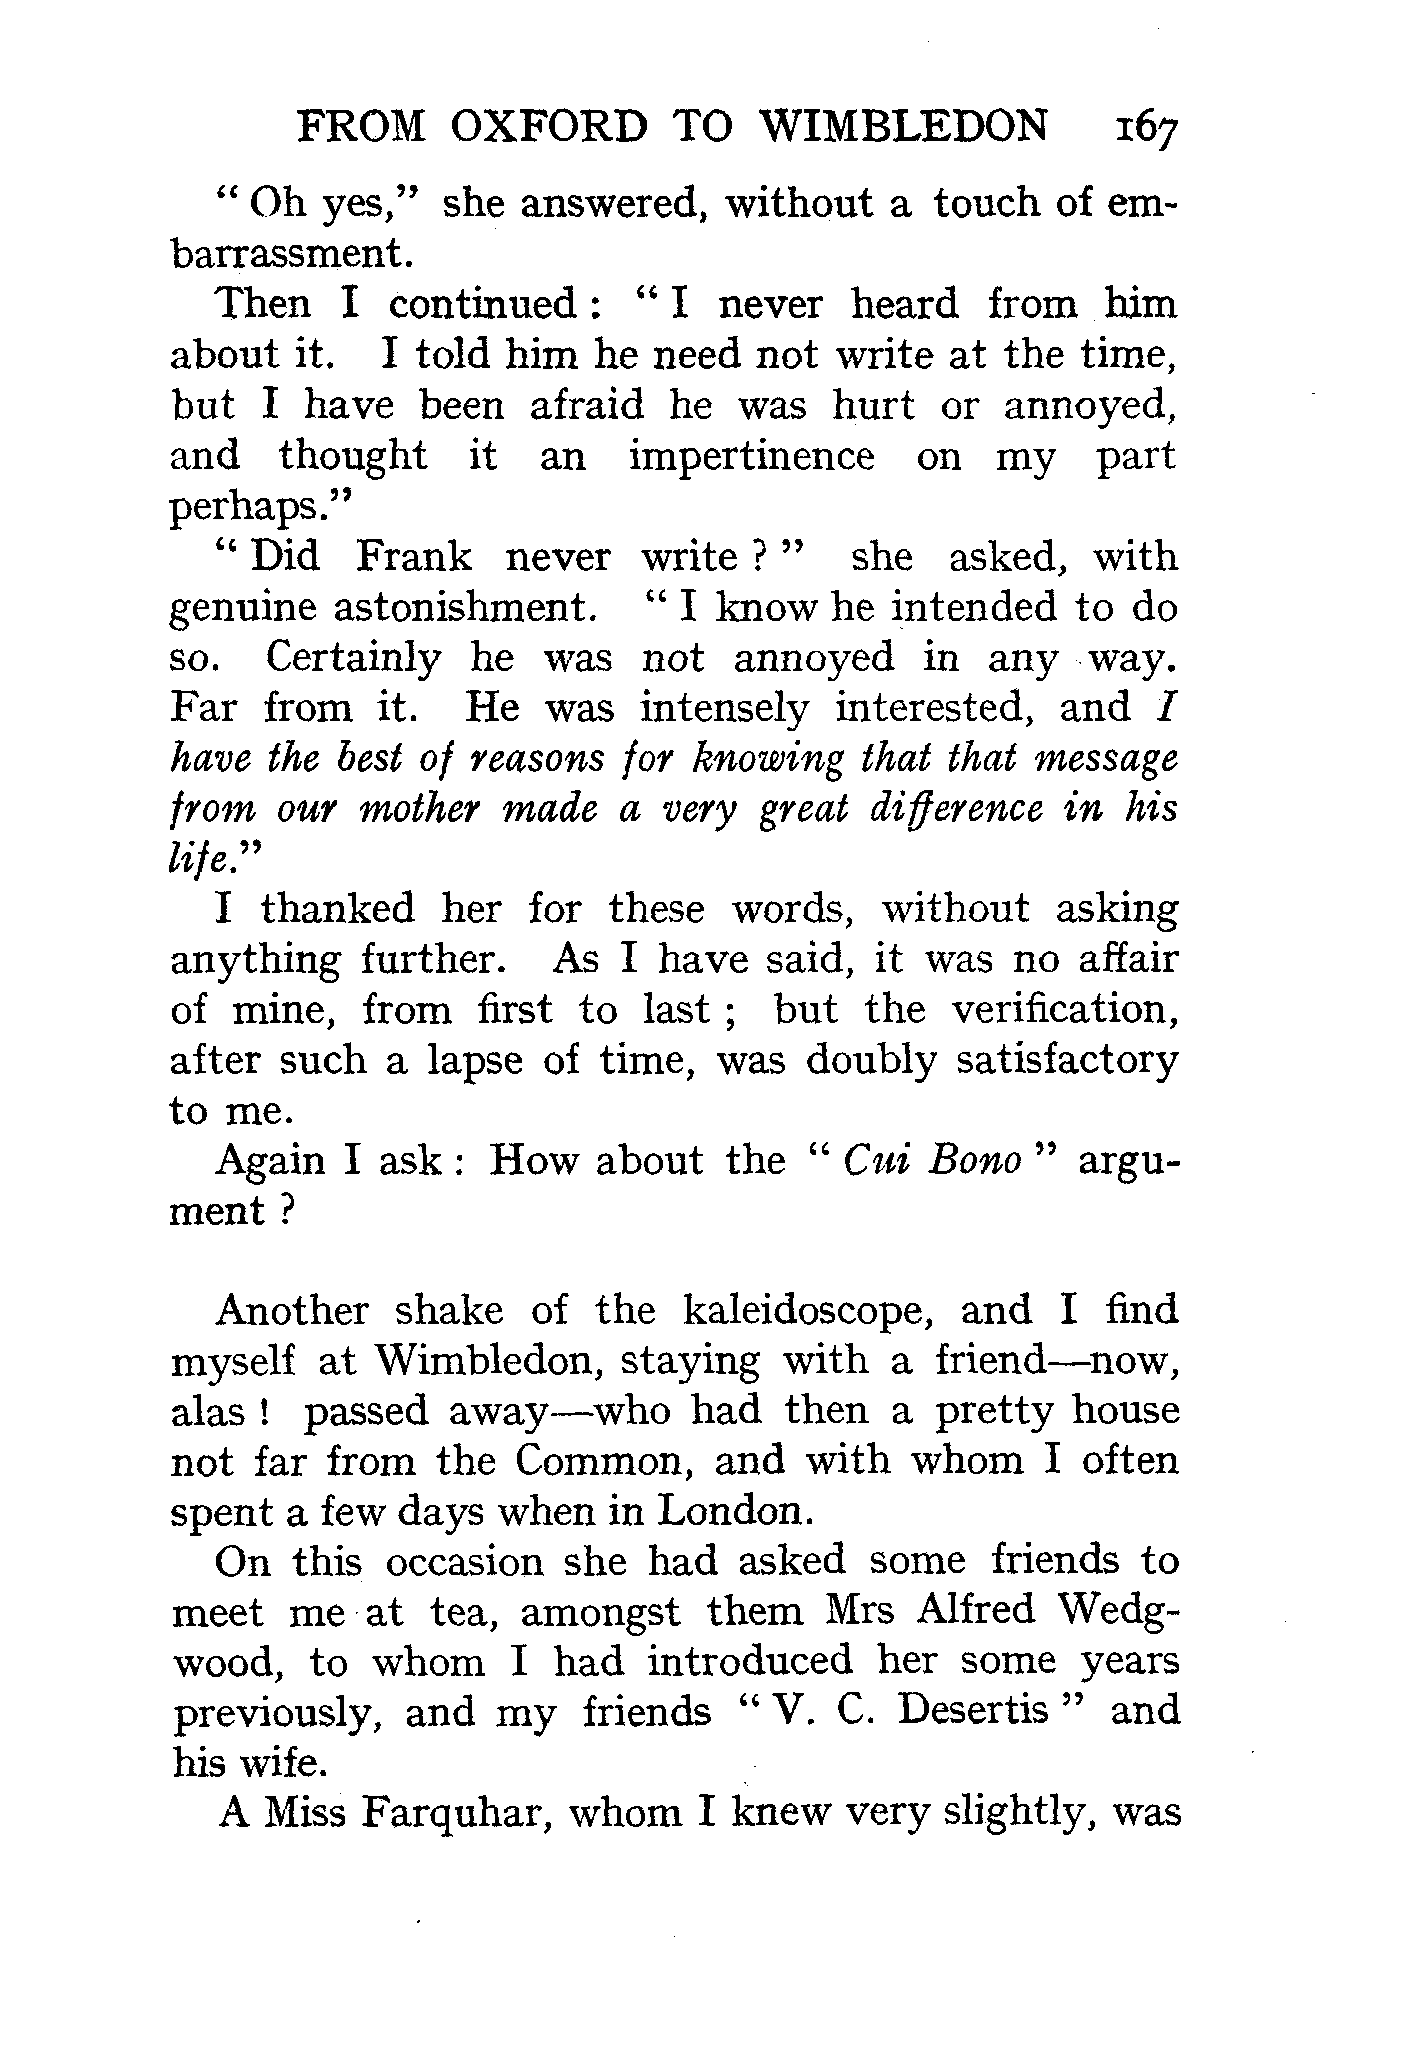 FROM OXFORD TO WIMBLEDON 167
“ Oh yes,” she answered, without a touch of em-
barrassment.
Then I continued : “ I never heard from him
about it. I told him he need not write at the time,
but I have been afraid he was hurt or annoyed,
and thought it an impertinence on my part
perhaps.”
“ Did Frank never write ? ” she asked, with
genuine astonishment. “ I know he intended to do
so. Certainly he was not annoyed in any way.
Far from it. He was intensely interested, and I
have the best of reasons for knowing that that message
from our mother made a very great difference in his
life.”
I thanked her for these words, without asking
anything further. As I have said, it was no affair
of mine, from first to last ; but the verification,
after such a lapse of time, was doubly satisfactory
to me.
Again I ask : How about the “ Cui Bono ” argu-
ment ?
Another shake of the kaleidoscope, and I find
myself at Wimbledon, staying with a friend—now,
alas ! passed away—who had then a pretty house
not far from the Common, and with whom I often
spent a few days when in London.
On this occasion she had asked some friends to
meet me at tea, amongst them Mrs Alfred Wedg-
wood, to whom I had introduced her some years
previously, and my friends “ V. C. Desertis ” and
his wife.
A Miss Farquhar, whom I knew very slightly, was